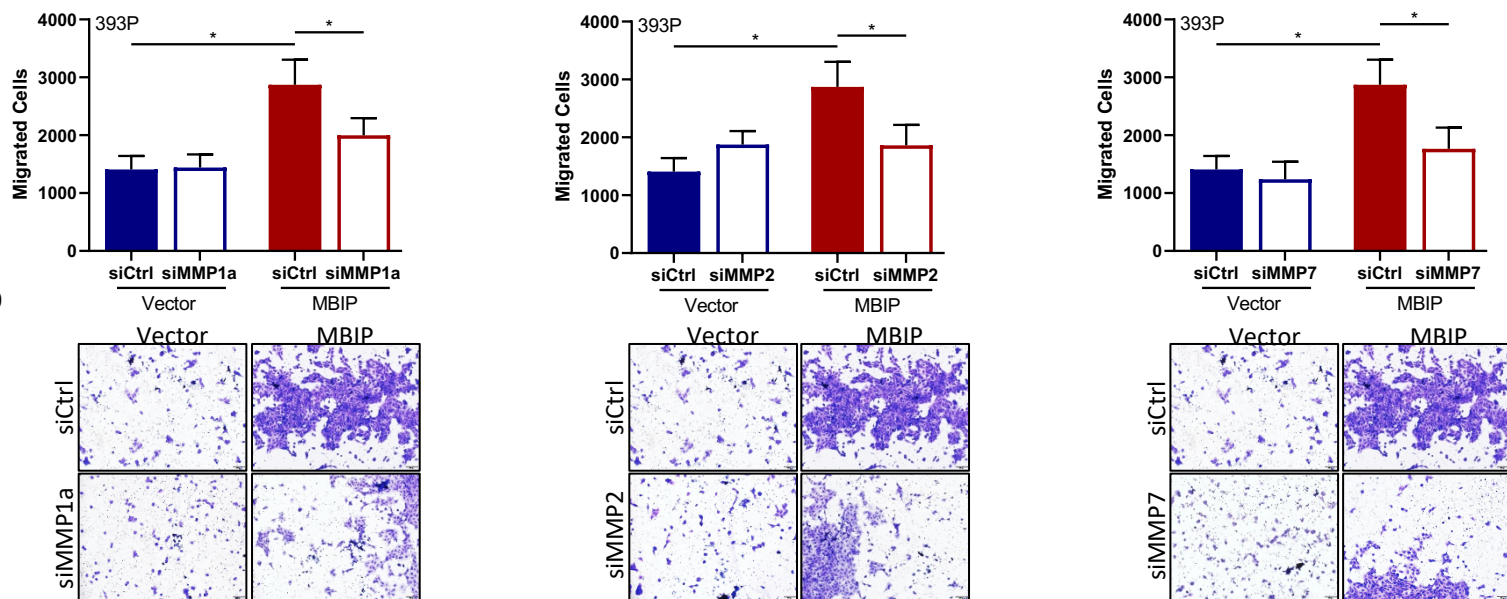 4000
393P
*
*
3000
2000
1000
0
Migrated Cells
siCtrl siMMP1a siCtrl siMMP1a
Vector MBIP
4000
393P
*
*
3000
2000
1000
0
Migrated Cells
siCtrl siMMP2 siCtrl siMMP2
Vector MBIP
4000
393P
*
*
3000
2000
1000
0
Migrated Cells
siCtrl siMMP7 siCtrl siMMP7
Vector MBIP
Vector MBIP
siCtrl
siMMP1a
Vector MBIP
siCtrl
siMMP2
Vector MBIP
siCtrl
siMMP7